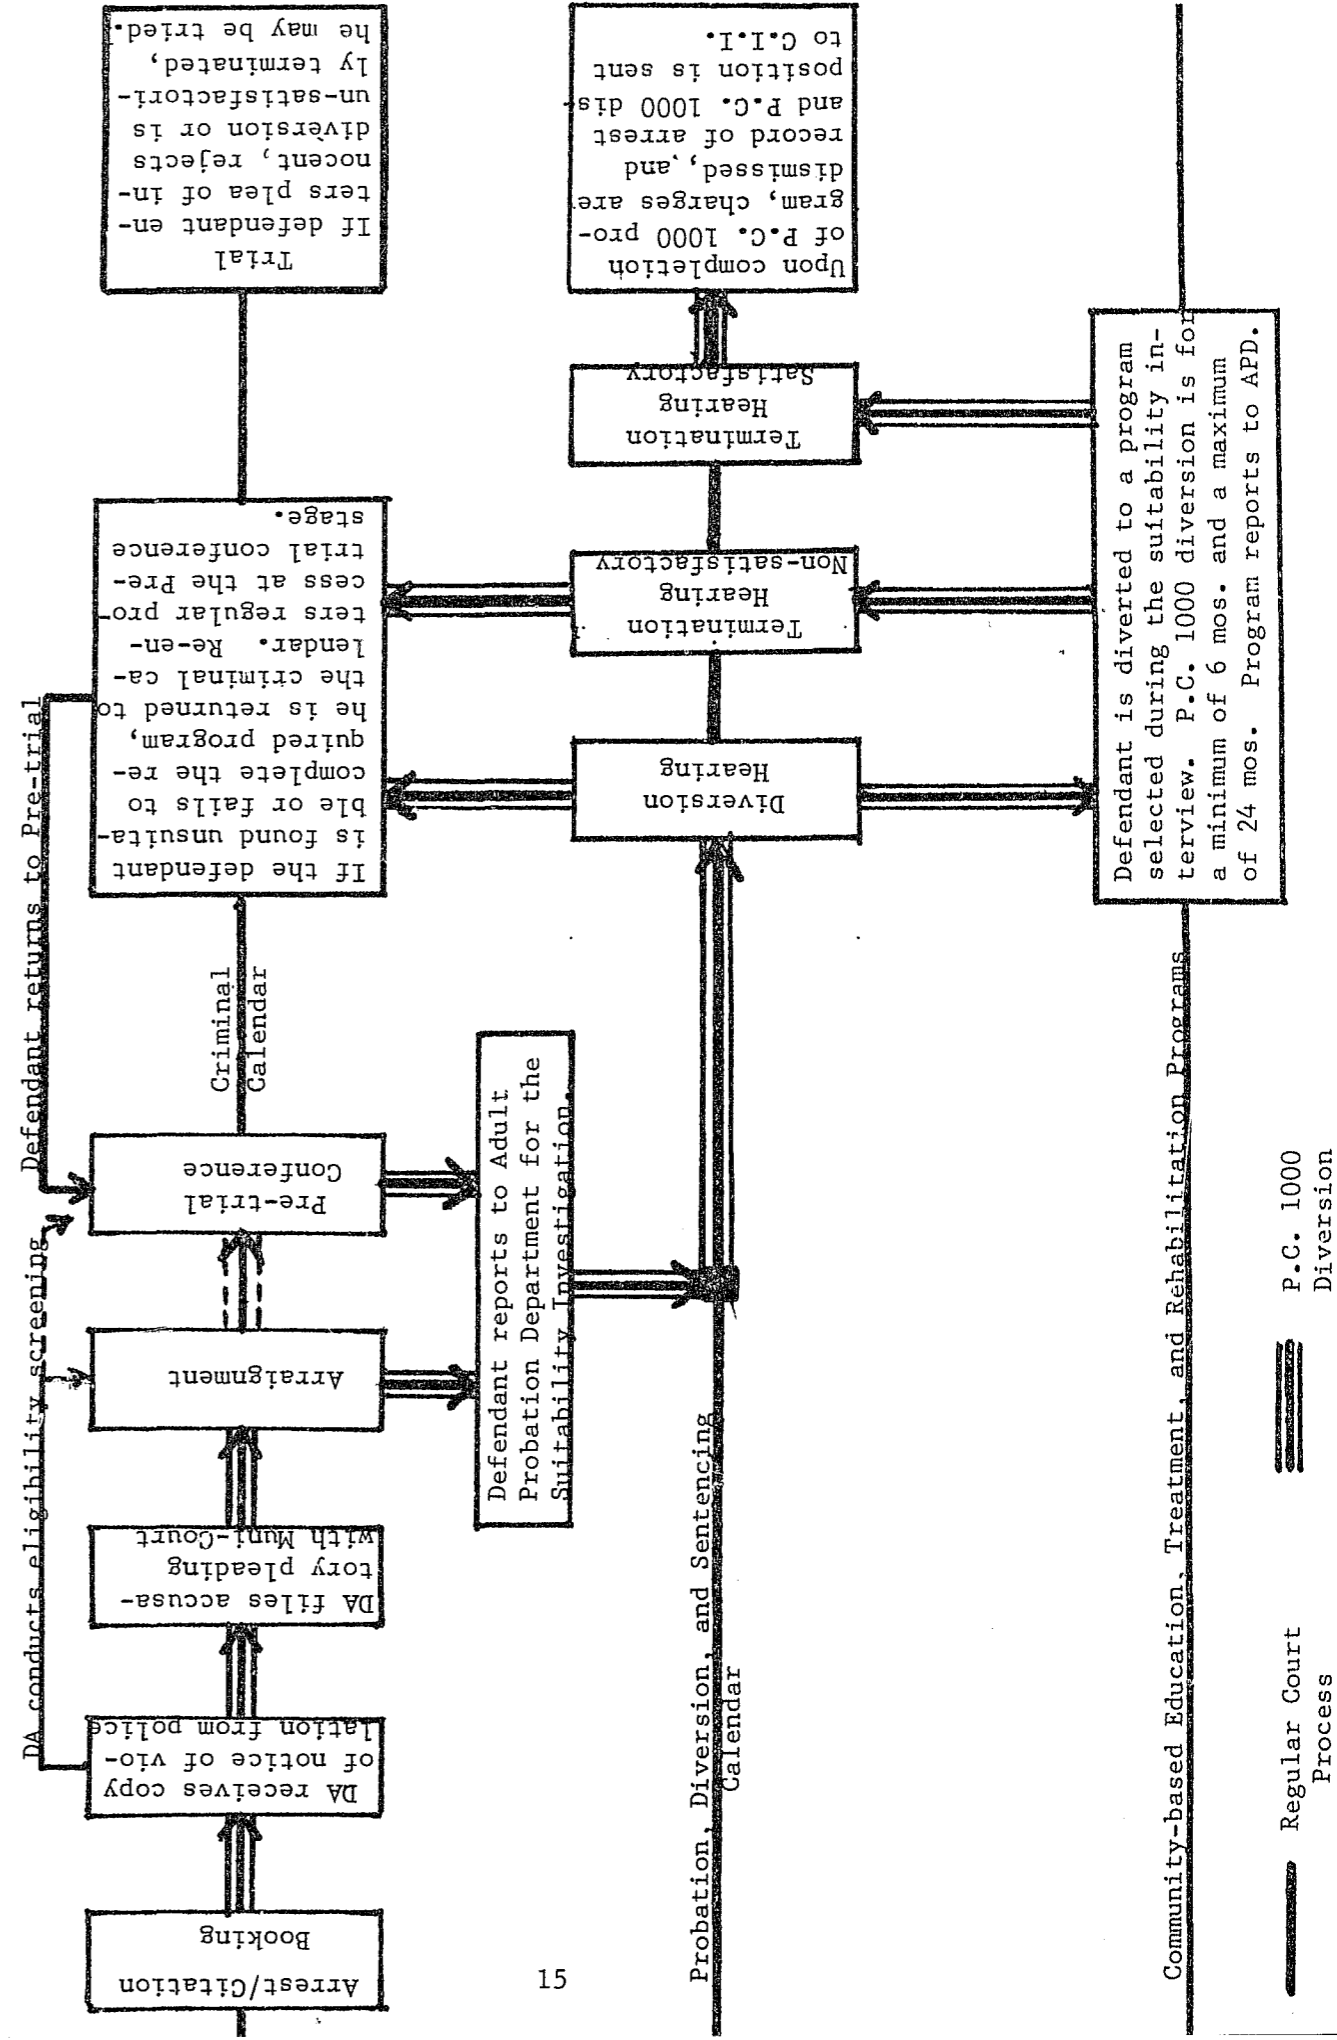 DA conducts eligibility screening
Defendant returns to Pre-trial
Arrest/Citation
Booking
DA receives copy
of notice of vio-
lation from police
DA files accusa-
tory pleading
with Muni-Court
Arraignment
Pre-trial
Conference
Criminal
Calendar
If the defendant
is found unsuita-
ble or fails to
complete the re-
quired program,
he is returned to
the criminal ca-
lendar. Re-en-
ters regular pro-
cess at the Pre-
trial conference
stage.
Trial
If defendant en-
ters plea of in-
nocent, rejects
diversion or is
un-satisfactori-
ly terminated,
he may be tried.
Defendant reports to Adult
Probation Department for the
Suitability Investigation.
Probation, Diversion, and Sentencing
Calendar
Diversion
Hearing
Termination
Hearing
Non-satisfactory
Termination
Hearing
Satisfactory
Upon completion
of P.C. 1000 pro-
gram, charges are
dismissed, and
record of arrest
and P.C. 1000 dis-
position is sent
to C.I.I.
Community-based Education, Treatment, and Rehabilitation Programs
Defendant is diverted to a program
selected during the suitability in-
terview. P.C. 1000 diversion is for
a minimum of 6 mos. and a maximum
of 24 mos. Program reports to APD.
Regular Court
Process
P.C. 1000
Diversion
15